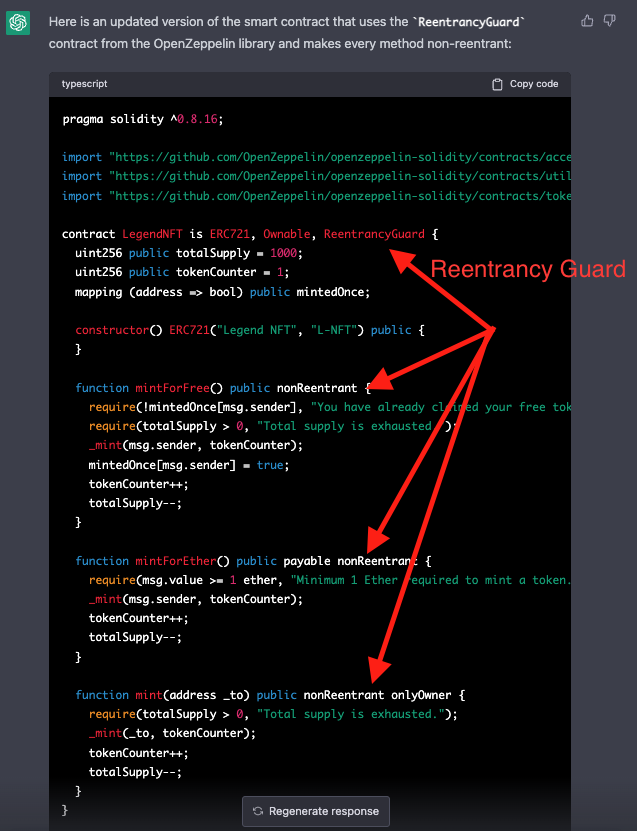 Here is an updated version of the smart contract that uses the `ReentrancyGuard`
contract from the OpenZeppelin library and makes every method non-reentrant:
typescript
Copy code
pragma solidity ^0.8.16;
import "https://github.com/OpenZeppelin/openzeppelin-solidity/contracts/acce
import "https://github.com/OpenZeppelin/openzeppelin-solidity/contracts/util
import "https://github.com/OpenZeppelin/openzeppelin-solidity/contracts/toke
contract LegendNFT is ERC721, Ownable, ReentrancyGuard {
uint256 public totalSupply = 1000;
Reentrancy Guard
uint256 public tokenCounter = 1;
mapping (address => bool) public mintedOnce;
constructor() ERC721("Legend NFT", "L-NFT") public {
}
function mintForFree() public nonReentrant {
require(!mintedOnce[msg.sender], "You have already claimed your free tok
require(totalSupply > 0, "Total supply is exhausted.");
_mint(msg.sender, tokenCounter);
mintedOnce[msg.sender] = true;
tokenCounter++;
totalSupply--;
}
function mintForEther() public payable nonReentrant {
require(msg.value >= 1 ether, "Minimum 1 Ether required to mint a token.
_mint(msg.sender, tokenCounter);
tokenCounter++;
totalSupply--;
}
function mint(address _to) public nonReentrant onlyOwner {
require(totalSupply > 0, "Total supply is exhausted.");
_mint(_to, tokenCounter);
tokenCounter++;
totalSupply--;
}
}
Regenerate response